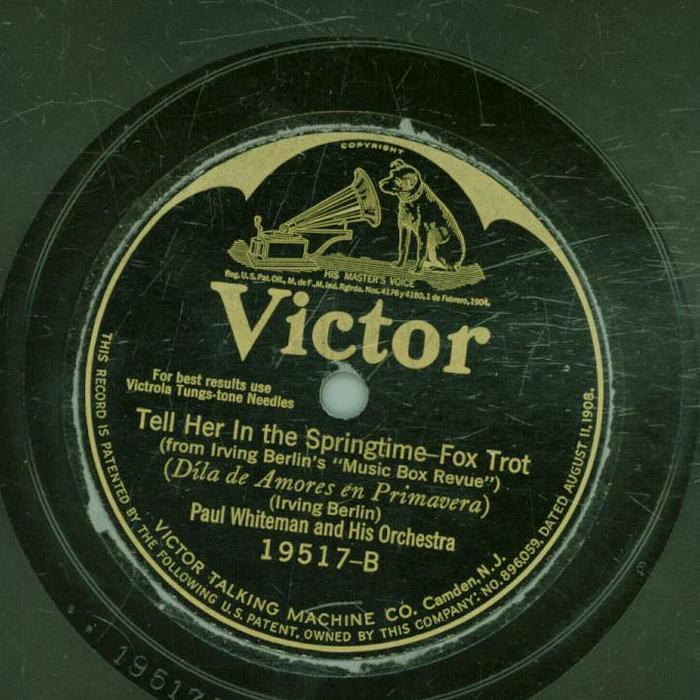 COPYRIGHT
HIS MASTER'S VOICE
Reg. U.S. Pat. Off., M. de F., M. Ind. Rgtrda. Nos. 4176 y 4180, 1 de Febrero, 1908.
Victor
For best results use
Victrola Tungs-tone Needles
Tell Her In the Springtime–Fox Trot
(from Irving Berlin's "Music Box Revue")
(Díla de Amores en Primavera)
(Irving Berlin)
Paul Whiteman and His Orchestra
19517–B
VICTOR TALKING MACHINE CO. Camden, N.J.
THIS RECORD IS PATENTED BY THE FOLLOWING U.S. PATENT, OWNED BY THIS COMPANY: NO. 896,059, DATED AUGUST 11, 1908.
19517